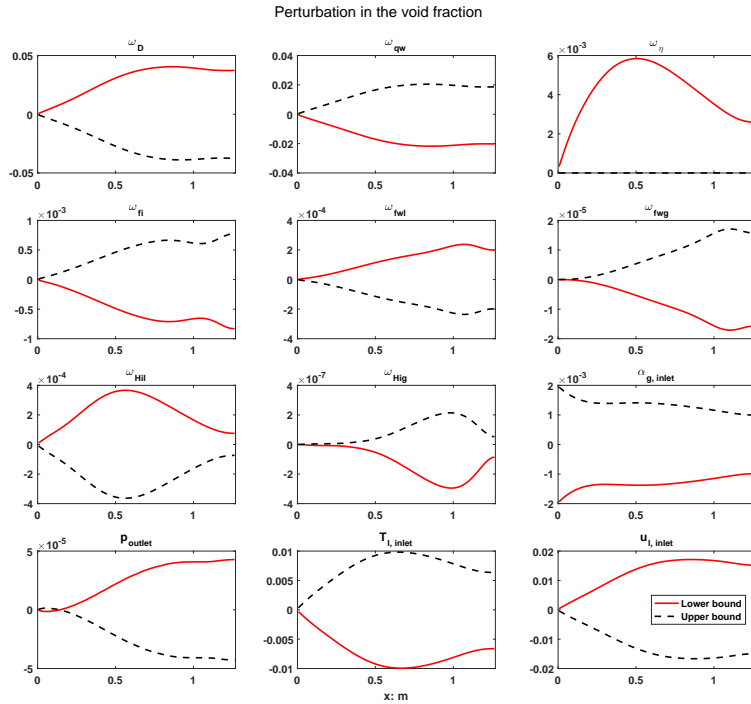 Perturbation in the void fraction
ω_D ω_qw ω_η
0.05 0.04 6 ×10⁻³
0.02 4
0 0 2
-0.02 0
-0.05 -0.04 -2
0 0.5 1 0 0.5 1 0 0.5 1
ω_fi ω_fwl ω_fwg
1 ×10⁻³ 4 ×10⁻⁴ 2 ×10⁻⁵
0.5 2 1
0 0 0
-0.5 -2 -1
-1 -4 -2
0 0.5 1 0 0.5 1 0 0.5 1
ω_Hil ω_Hig α_g, inlet
4 ×10⁻⁴ 4 ×10⁻⁷ 2 ×10⁻³
2 2 1
0 0 0
-2 -2 -1
-4 -4 -2
0 0.5 1 0 0.5 1 0 0.5 1
p_outlet T_l, inlet u_l, inlet
5 ×10⁻⁵ 0.01 0.02
0.005 0.01
0 0 0
Lower bound
Upper bound
-0.005 -0.01
-5 -0.01 -0.02
0 0.5 1 0 0.5 1 0 0.5 1
x: m